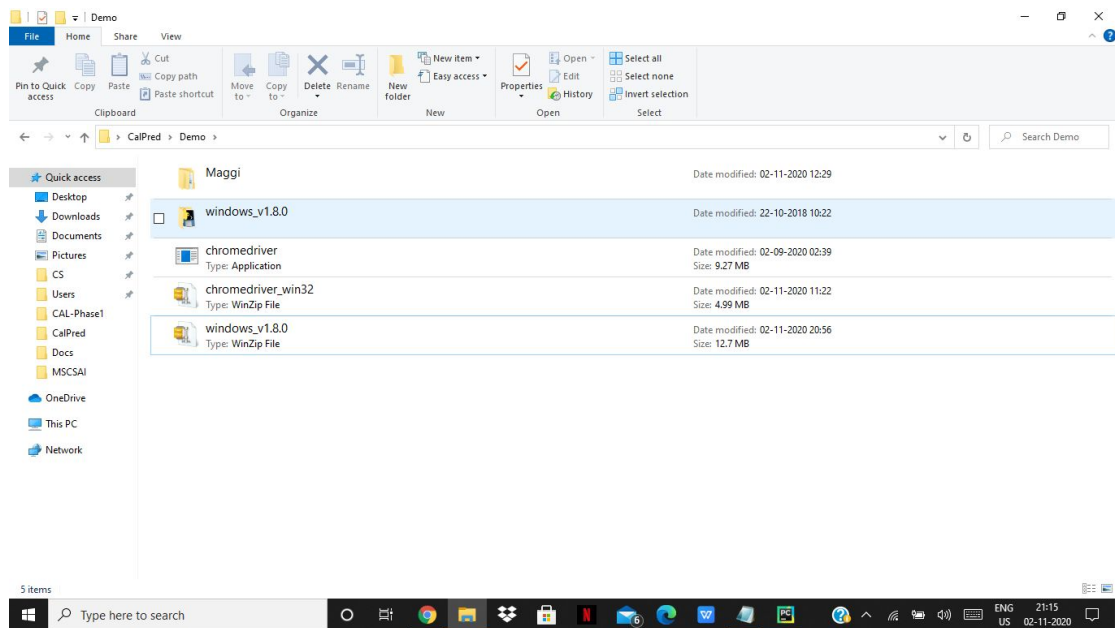 Demo
File Home Share View
Pin to Quick access
Copy
Paste
Cut
Copy path
Paste shortcut
Clipboard
Move to
Copy to
Delete
Rename
Organize
New folder
New item
Easy access
New
Properties
Open
Edit
History
Open
Select all
Select none
Invert selection
Select
CalPred > Demo >
Search Demo
Quick access
Desktop
Downloads
Documents
Pictures
CS
Users
CAL-Phase1
CalPred
Docs
MSCSAI
OneDrive
This PC
Network
Maggi
Date modified: 02-11-2020 12:29
windows_v1.8.0
Date modified: 22-10-2018 10:22
chromedriver
Date modified: 02-09-2020 02:39
Type: Application
Size: 9.27 MB
chromedriver_win32
Date modified: 02-11-2020 11:22
Type: WinZip File
Size: 4.99 MB
windows_v1.8.0
Date modified: 02-11-2020 20:56
Type: WinZip File
Size: 12.7 MB
5 items
Type here to search
N
6
W
PC
ENG
US
21:15
02-11-2020